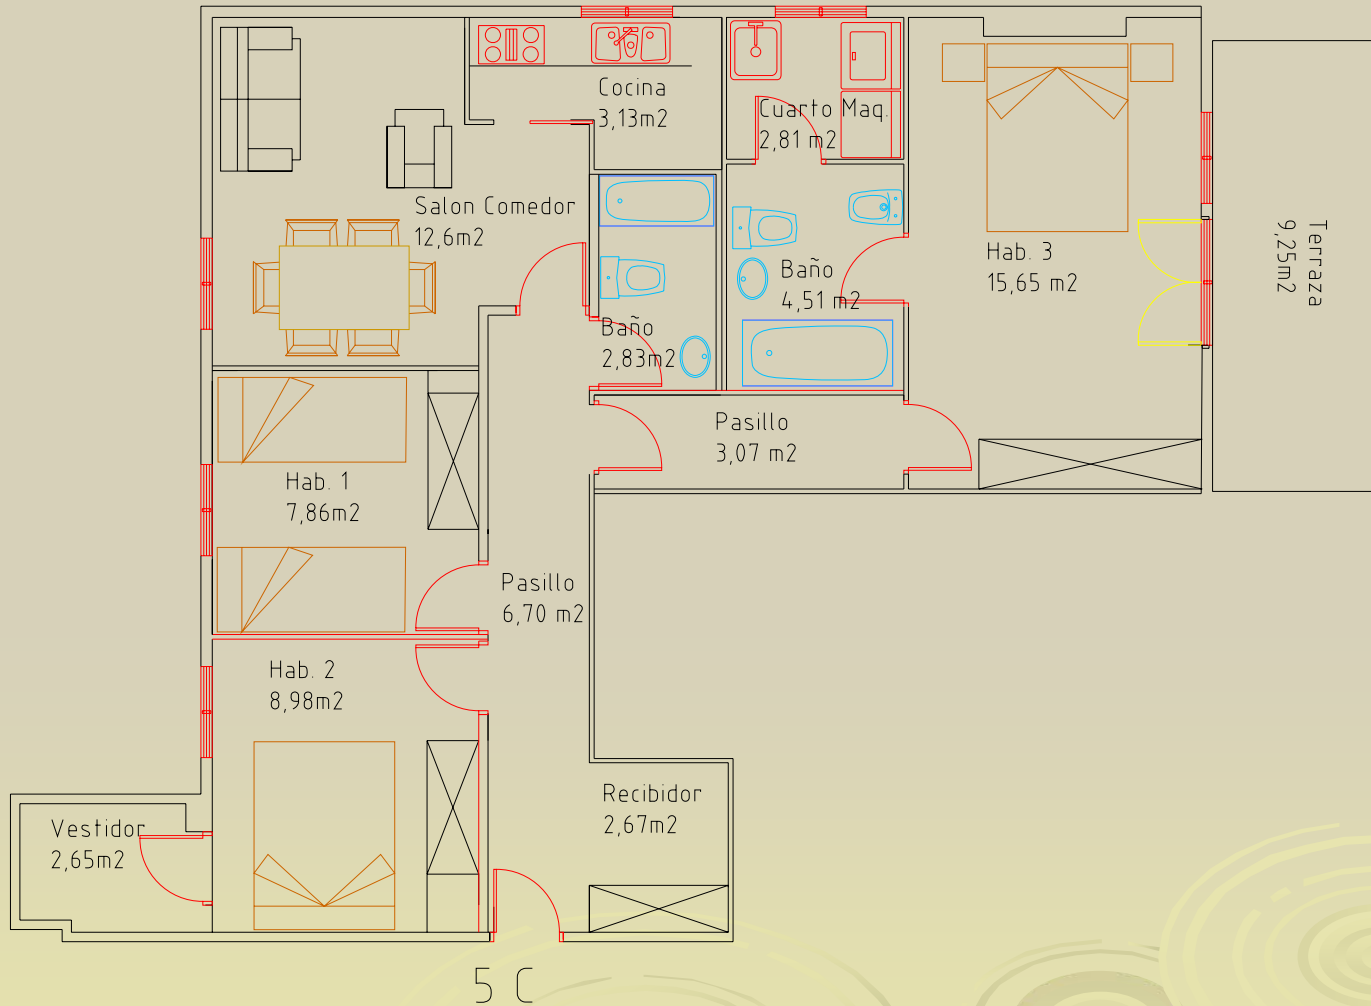 Cocina
3,13m2
Cuarto Maq.
2,81 m2
Salon Comedor
12,6m2
Baño
4,51 m2
Hab. 3
15,65 m2
Terraza
9,25m2
Baño
2,83m2
Pasillo
3,07 m2
Hab. 1
7,86m2
Pasillo
6,70 m2
Hab. 2
8,98m2
Recibidor
2,67m2
Vestidor
2,65m2
5 C